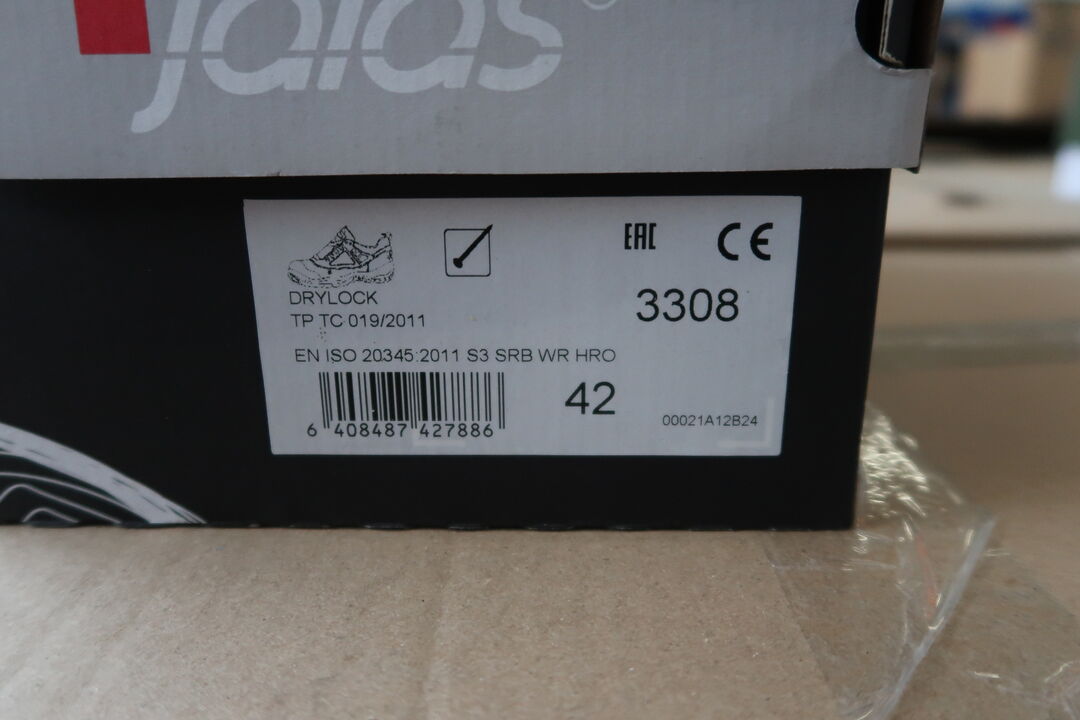 jalas
EAC CE
DRYLOCK
TP TC 019/2011
3308
EN ISO 20345:2011 S3 SRB WR HRO
42
6 408487 427886
00021A12B24